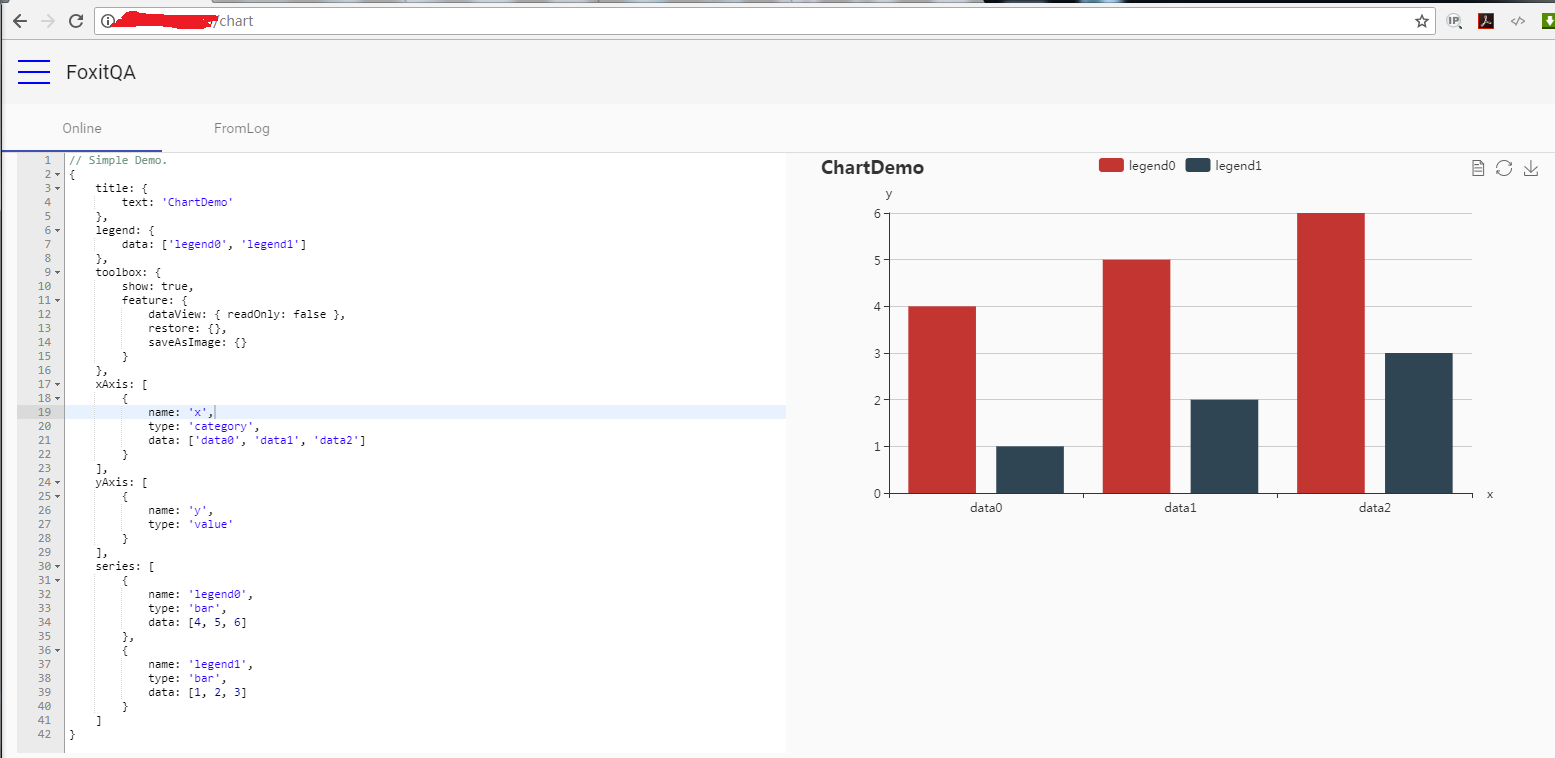 /chart
IP
</>
FoxitQA
Online FromLog
1 // Simple Demo.
2 {
3     title: {
4         text: 'ChartDemo'
5     },
6     legend: {
7         data: ['legend0', 'legend1']
8     },
9     toolbox: {
10         show: true,
11         feature: {
12             dataView: { readOnly: false },
13             restore: {},
14             saveAsImage: {}
15         }
16     },
17     xAxis: [
18         {
19             name: 'x',
20             type: 'category',
21             data: ['data0', 'data1', 'data2']
22         }
23     ],
24     yAxis: [
25         {
26             name: 'y',
27             type: 'value'
28         }
29     ],
30     series: [
31         {
32             name: 'legend0',
33             type: 'bar',
34             data: [4, 5, 6]
35         },
36         {
37             name: 'legend1',
38             type: 'bar',
39             data: [1, 2, 3]
40         }
41     ]
42 }
ChartDemo
legend0 legend1
y
6
5
4
3
2
1
0
x
data0 data1 data2